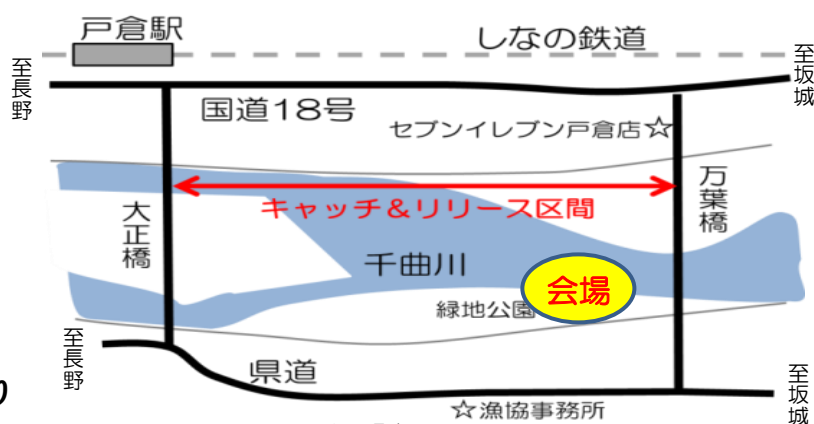 戸倉駅
しなの鉄道
至長野
至坂城
国道18号
セブンイレブン戸倉店☆
キャッチ&リリース区間
大正橋
万葉橋
千曲川
会場
緑地公園
至長野
県道
至坂城
☆漁協事務所